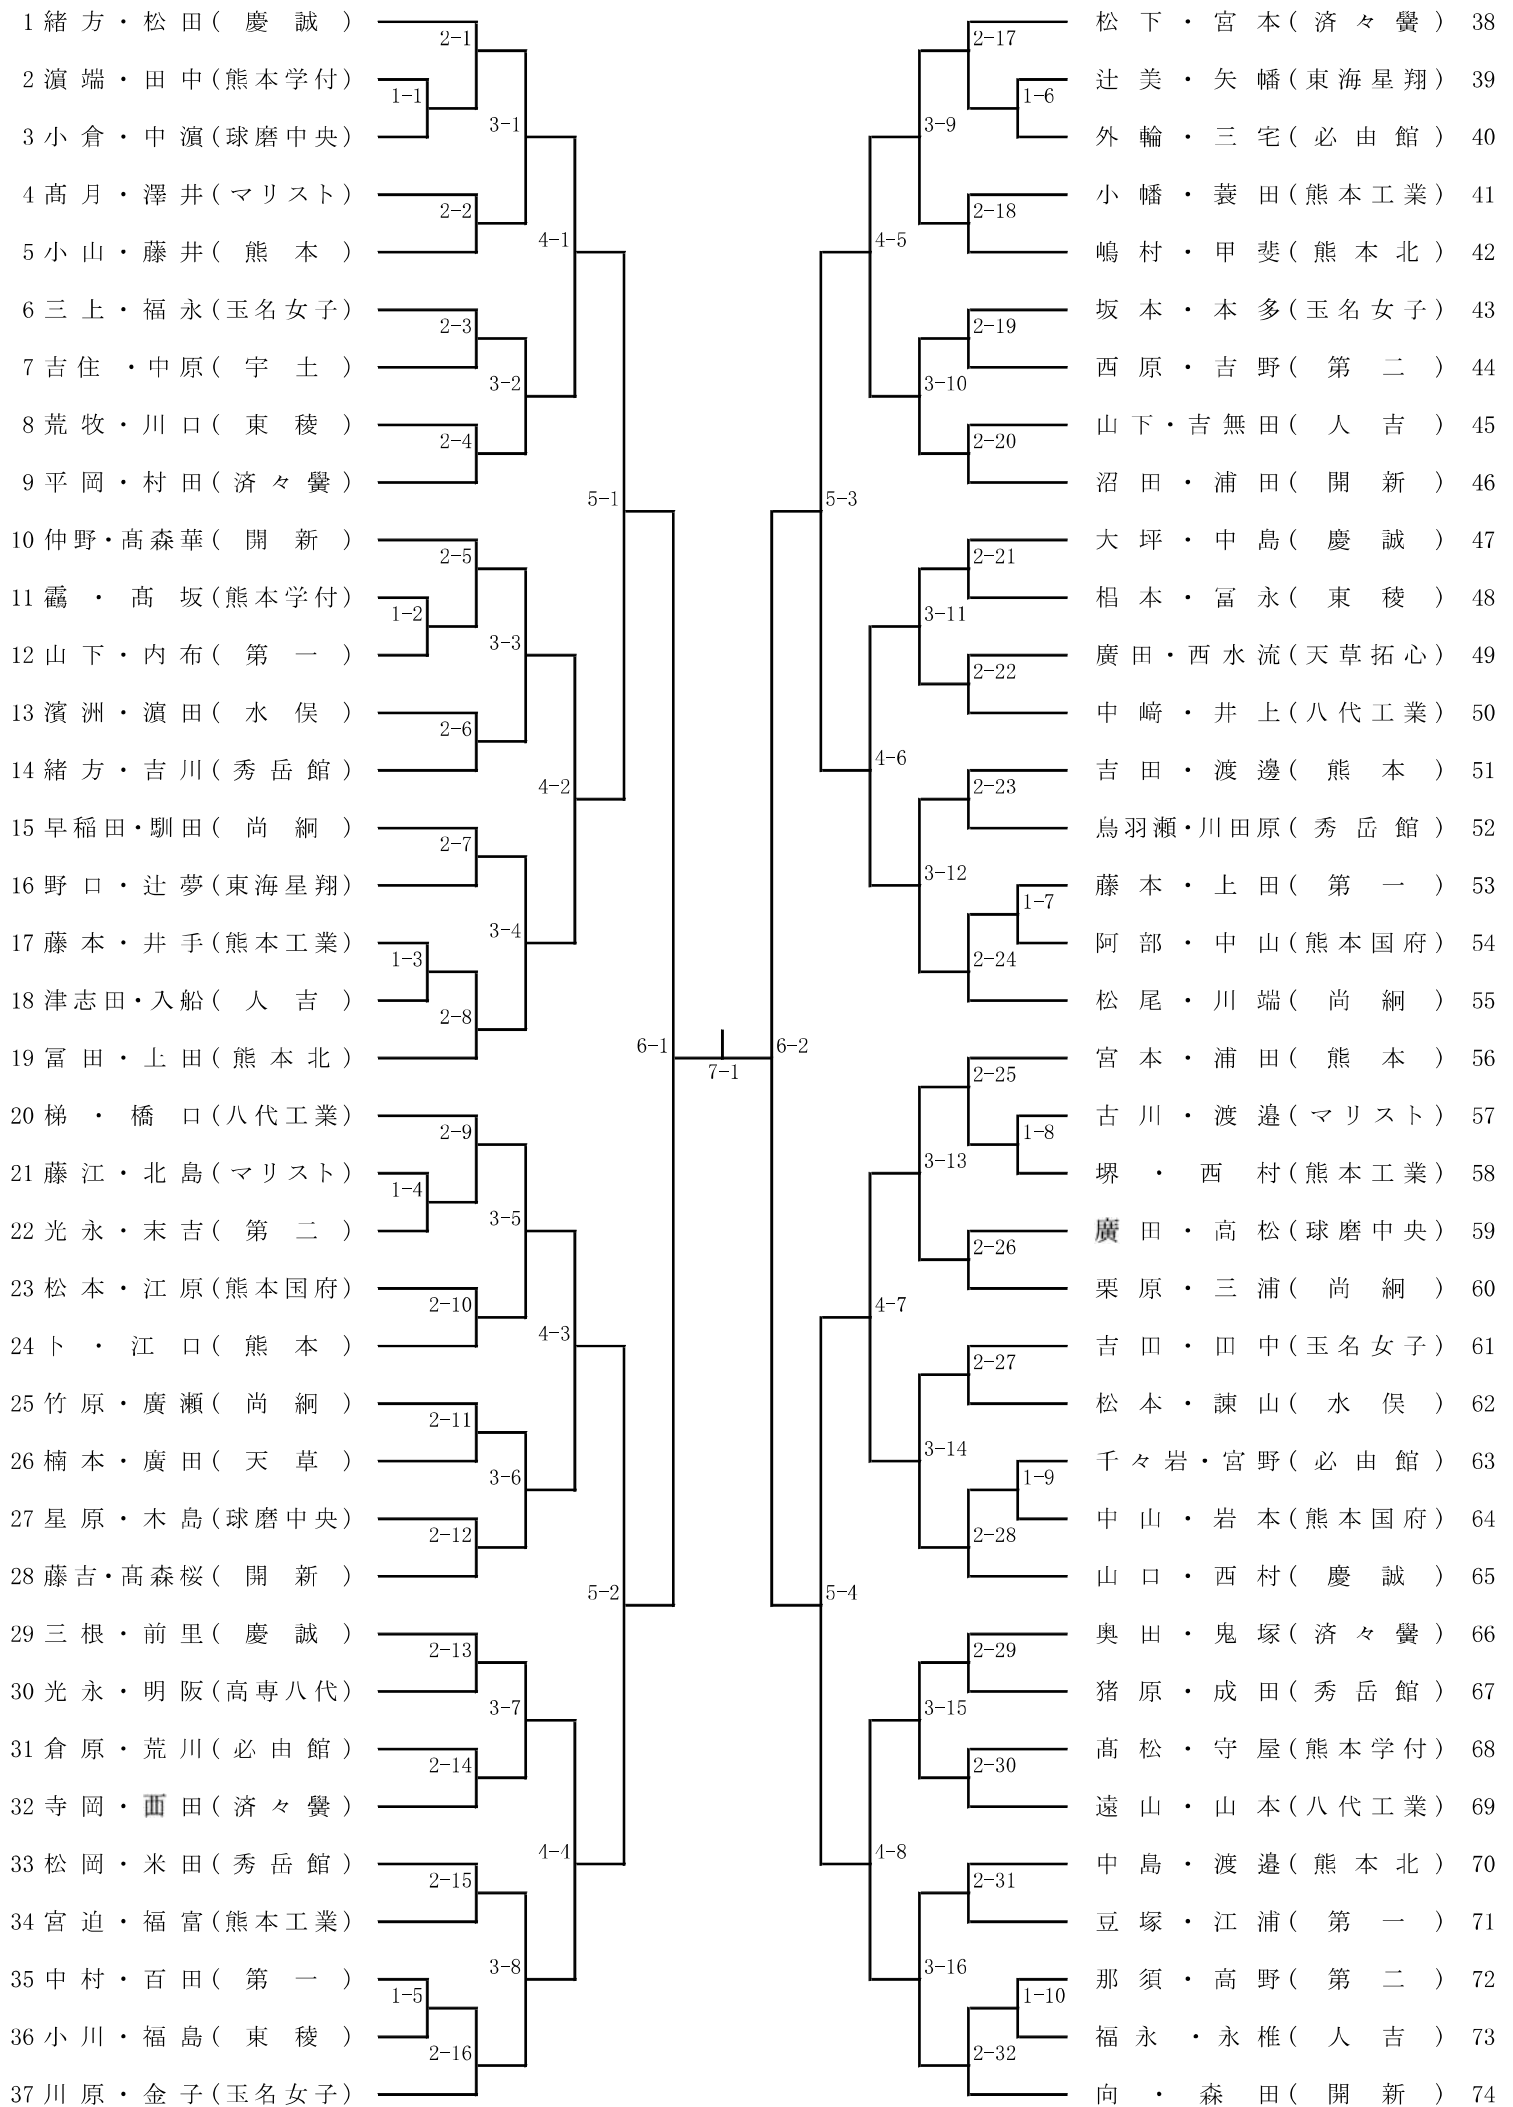 1 緒方・松田(慶誠)
2 濵端・田中(熊本学付)
3 小倉・中濵(球磨中央)
4 髙月・澤井(マリスト)
5 小山・藤井(熊本)
6 三上・福永(玉名女子)
7 吉住・中原(宇土)
8 荒牧・川口(東稜)
9 平岡・村田(済々黌)
10 仲野・髙森華(開新)
11 靍・髙坂(熊本学付)
12 山下・内布(第一)
13 濱洲・濵田(水俣)
14 緒方・吉川(秀岳館)
15 早稲田・馴田(尚絅)
16 野口・辻夢(東海星翔)
17 藤本・井手(熊本工業)
18 津志田・入船(人吉)
19 冨田・上田(熊本北)
20 梯・橋口(八代工業)
21 藤江・北島(マリスト)
22 光永・末吉(第二)
23 松本・江原(熊本国府)
24 卜・江口(熊本)
25 竹原・廣瀬(尚絅)
26 楠本・廣田(天草)
27 星原・木島(球磨中央)
28 藤吉・髙森桜(開新)
29 三根・前里(慶誠)
30 光永・明阪(高専八代)
31 倉原・荒川(必由館)
32 寺岡・田(済々黌)
33 松岡・米田(秀岳館)
34 宮迫・福富(熊本工業)
35 中村・百田(第一)
36 小川・福島(東稜)
37 川原・金子(玉名女子)
1-1
1-2
1-3
1-4
1-5
2-1
2-2
2-3
2-4
2-5
2-6
2-7
2-8
2-9
2-10
2-11
2-12
2-13
2-14
2-15
2-16
3-1
3-2
3-3
3-4
3-5
3-6
3-7
3-8
4-1
4-2
4-3
4-4
5-1
5-2
6-1
7-1
6-2
5-3
5-4
4-5
4-6
4-7
4-8
3-9
3-10
3-11
3-12
3-13
3-14
3-15
3-16
2-17
2-18
2-19
2-20
2-21
2-22
2-23
2-24
2-25
2-26
2-27
2-28
2-29
2-30
2-31
2-32
1-6
1-7
1-8
1-9
1-10
松下・宮本(済々黌) 38
辻美・矢幡(東海星翔) 39
外輪・三宅(必由館) 40
小幡・蓑田(熊本工業) 41
嶋村・甲斐(熊本北) 42
坂本・本多(玉名女子) 43
西原・吉野(第二) 44
山下・吉無田(人吉) 45
沼田・浦田(開新) 46
大坪・中島(慶誠) 47
椙本・冨永(東稜) 48
廣田・西水流(天草拓心) 49
中﨑・井上(八代工業) 50
吉田・渡邊(熊本) 51
鳥羽瀬・川田原(秀岳館) 52
藤本・上田(第一) 53
阿部・中山(熊本国府) 54
松尾・川端(尚絅) 55
宮本・浦田(熊本) 56
古川・渡邉(マリスト) 57
堺・西村(熊本工業) 58
廣田・高松(球磨中央) 59
栗原・三浦(尚絅) 60
吉田・田中(玉名女子) 61
松本・諌山(水俣) 62
千々岩・宮野(必由館) 63
中山・岩本(熊本国府) 64
山口・西村(慶誠) 65
奥田・鬼塚(済々黌) 66
猪原・成田(秀岳館) 67
髙松・守屋(熊本学付) 68
遠山・山本(八代工業) 69
中島・渡邉(熊本北) 70
豆塚・江浦(第一) 71
那須・高野(第二) 72
福永・永椎(人吉) 73
向・森田(開新) 74